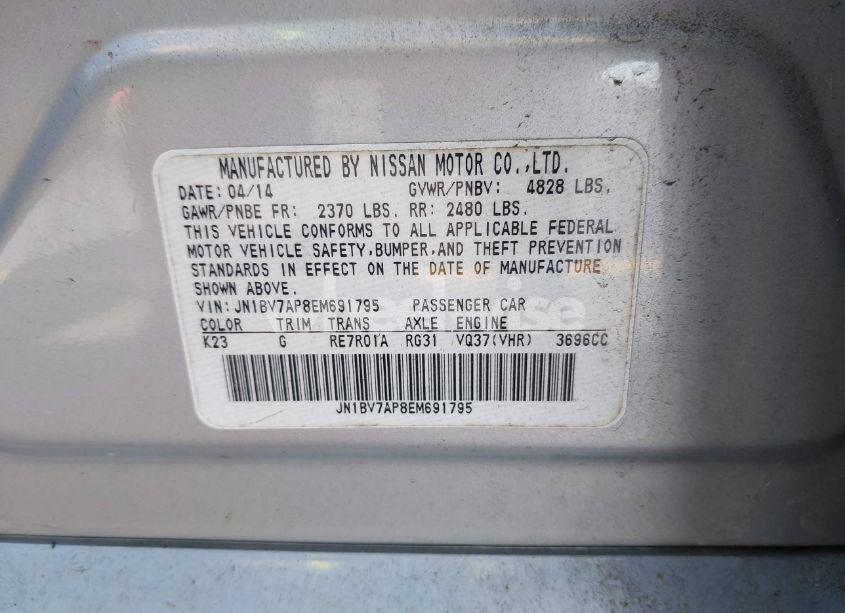 MANUFACTURED BY NISSAN MOTOR CO.,LTD.
DATE: 04/14 GVWR/PNBV: 4828 LBS.
GAWR/PNBE FR: 2370 LBS. RR: 2480 LBS.
THIS VEHICLE CONFORMS TO ALL APPLICABLE FEDERAL
MOTOR VEHICLE SAFETY,BUMPER,AND THEFT PREVENTION
STANDARDS IN EFFECT ON THE DATE OF MANUFACTURE
SHOWN ABOVE.
VIN: JN1BV7AP8EM691795 PASSENGER CAR
COLOR TRIM TRANS AXLE ENGINE
K23 G RE7R01A RG31 VQ37(VHR) 3696CC
JN1BV7AP8EM691795